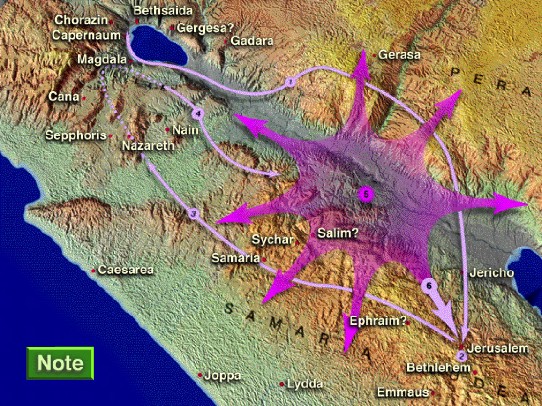 Bethsaida
Chorazin
Gergesa?
Capernaum
Gadara
Magdala
Gerasa
PERA
1
Cana
4
Nain
Sepphoris
Nazareth
5
3
Sychar
Salim?
Samaria
Caesarea
Jericho
6
SAMARIA
Ephraim?
Jerusalem
2
Note
Bethlehem
Joppa
Lydda
Emmaus
UDEA